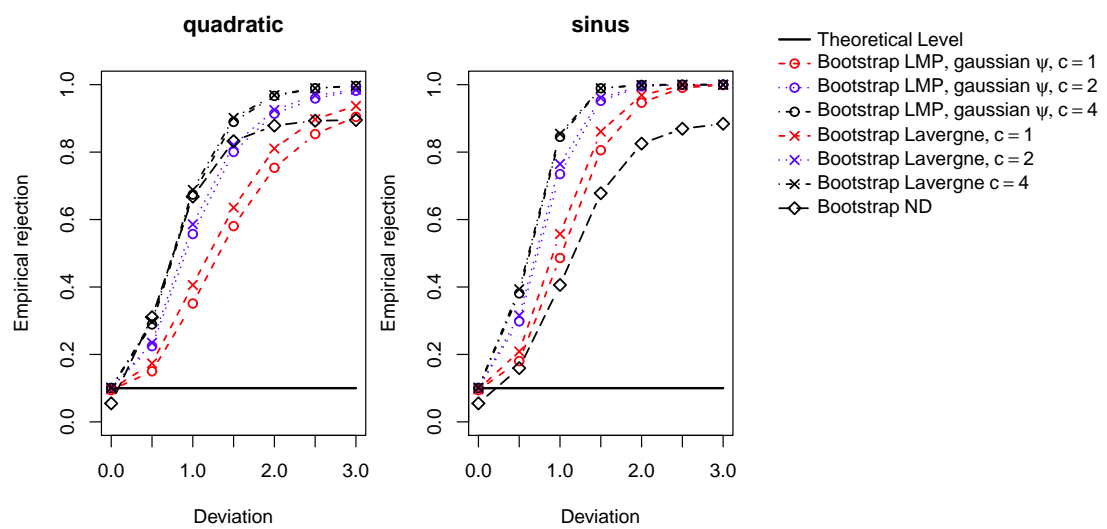 quadratic
Empirical rejection
1.0
0.8
0.6
0.4
0.2
0.0
0.0 1.0 2.0 3.0
Deviation
sinus
Empirical rejection
1.0
0.8
0.6
0.4
0.2
0.0
0.0 1.0 2.0 3.0
Deviation
Theoretical Level
Bootstrap LMP, gaussian ψ, c = 1
Bootstrap LMP, gaussian ψ, c = 2
Bootstrap LMP, gaussian ψ, c = 4
Bootstrap Lavergne, c = 1
Bootstrap Lavergne, c = 2
Bootstrap Lavergne c = 4
Bootstrap ND